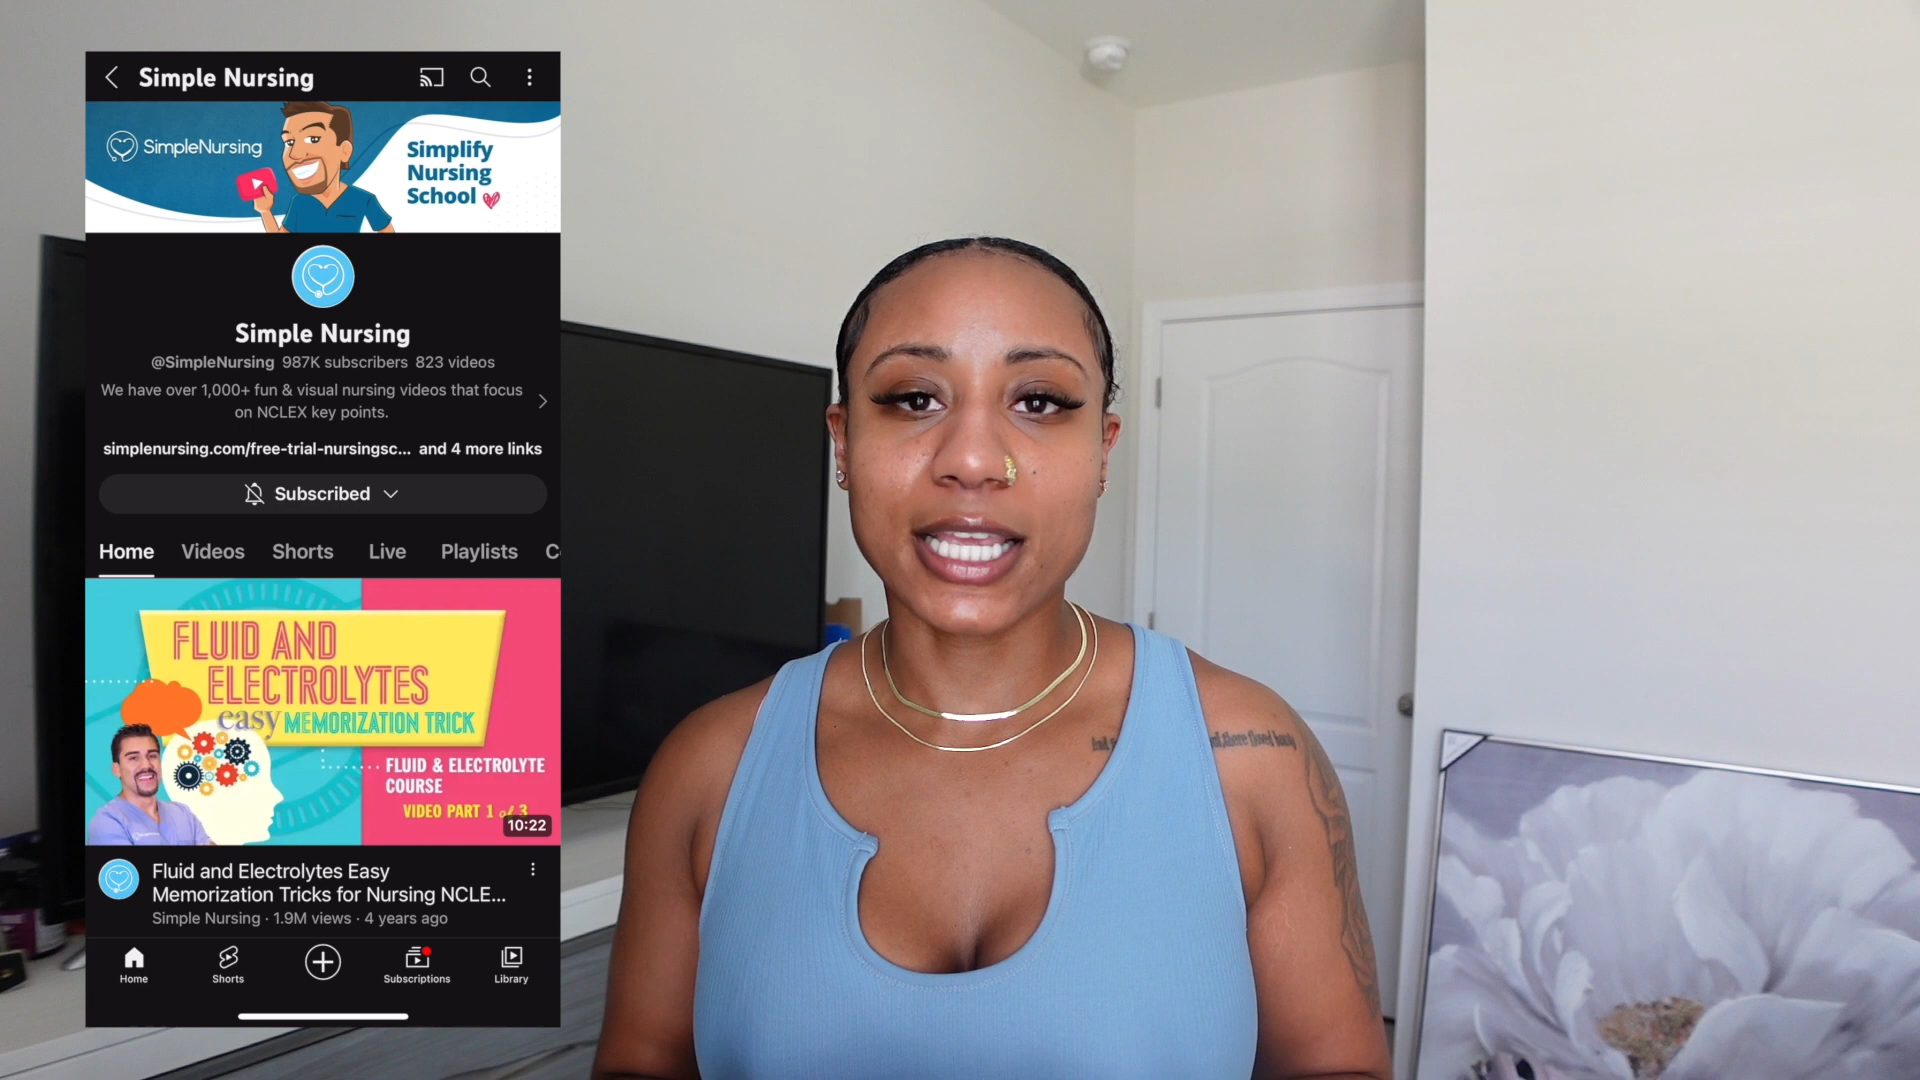 Simple Nursing
SimpleNursing
Simplify
Nursing
School
Simple Nursing
@SimpleNursing 987K subscribers 823 videos
We have over 1,000+ fun & visual nursing videos that focus
on NCLEX key points.
simplenursing.com/free-trial-nursingsc... and 4 more links
Subscribed
Home Videos Shorts Live Playlists C
FLUID AND
ELECTROLYTES
easy MEMORIZATION TRICK
FLUID & ELECTROLYTE
COURSE
VIDEO PART 1 of 3
10:22
Fluid and Electrolytes Easy
Memorization Tricks for Nursing NCLE...
Simple Nursing · 1.9M views · 4 years ago
Home Shorts Subscriptions Library